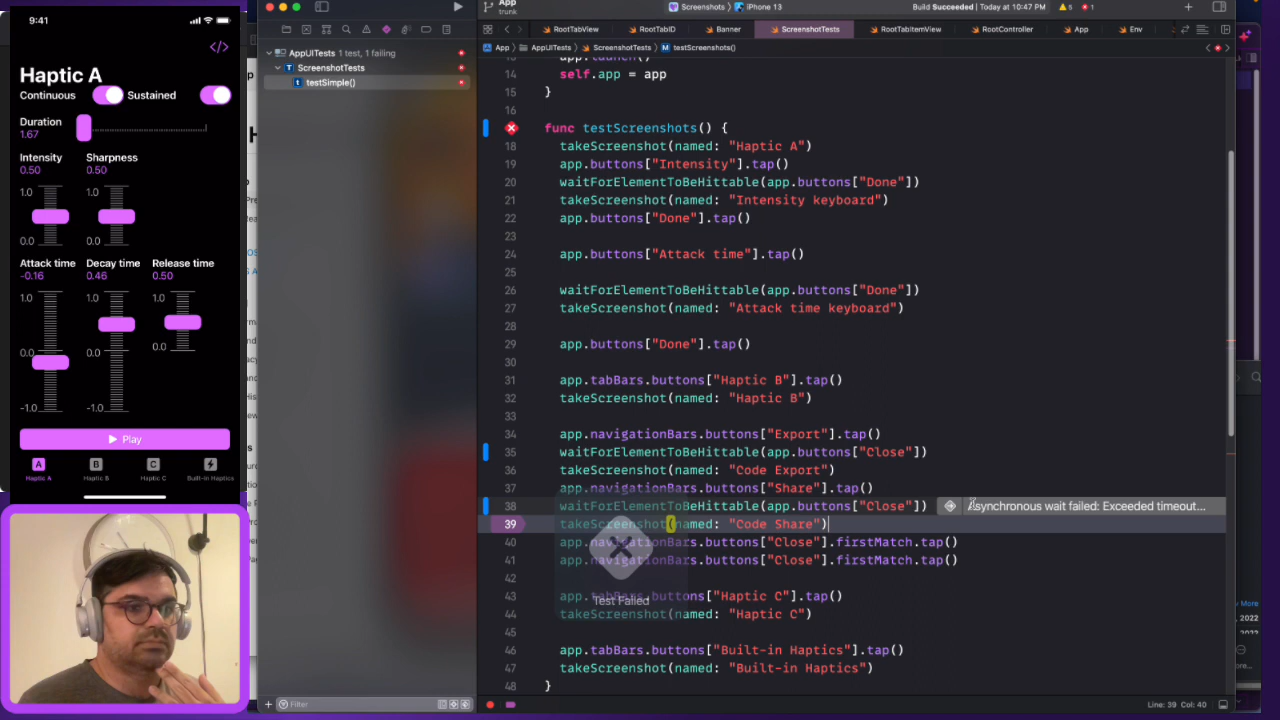 9:41
</>
Haptic A
Continuous
Sustained
Duration
1.67
Intensity
0.50
Sharpness
0.50
1.0
0.0
1.0
0.0
Attack time
-0.16
Decay time
0.46
Release time
0.50
1.0
0.0
-1.0
1.0
0.0
-1.0
1.0
0.0
Play
A
Haptic A
B
Haptic B
C
Haptic C
Built-in Haptics
App
trunk
Screenshots
iPhone 13
Build Succeeded | Today at 10:47 PM
5
1
RootTabView
RootTabID
Banner
ScreenshotTests
RootTabItemView
RootController
App
Env
App
AppUITests
ScreenshotTests
M testScreenshots()
AppUITests 1 test, 1 failing
T ScreenshotTests
t testSimple()
Filter
14 self.app = app
15 }
16
func testScreenshots() {
18 takeScreenshot(named: "Haptic A")
19 app.buttons["Intensity"].tap()
20 waitForElementToBeHittable(app.buttons["Done"])
21 takeScreenshot(named: "Intensity keyboard")
22 app.buttons["Done"].tap()
23
24 app.buttons["Attack time"].tap()
25
26 waitForElementToBeHittable(app.buttons["Done"])
27 takeScreenshot(named: "Attack time keyboard")
28
29 app.buttons["Done"].tap()
30
31 app.tabBars.buttons["Haptic B"].tap()
32 takeScreenshot(named: "Haptic B")
33
34 app.navigationBars.buttons["Export"].tap()
35 waitForElementToBeHittable(app.buttons["Close"])
36 takeScreenshot(named: "Code Export")
37 app.navigationBars.buttons["Share"].tap()
38 waitForElementToBeHittable(app.buttons["Close"])
Asynchronous wait failed: Exceeded timeout...
39 takeScreenshot(named: "Code Share")
40 app.navigationBars.buttons["Close"].firstMatch.tap()
41 app.navigationBars.buttons["Close"].firstMatch.tap()
42
43 app.tabBars.buttons["Haptic C"].tap()
44 takeScreenshot(named: "Haptic C")
45
46 app.tabBars.buttons["Built-in Haptics"].tap()
47 takeScreenshot(named: "Built-in Haptics")
48 }
Test Failed
Line: 39 Col: 40